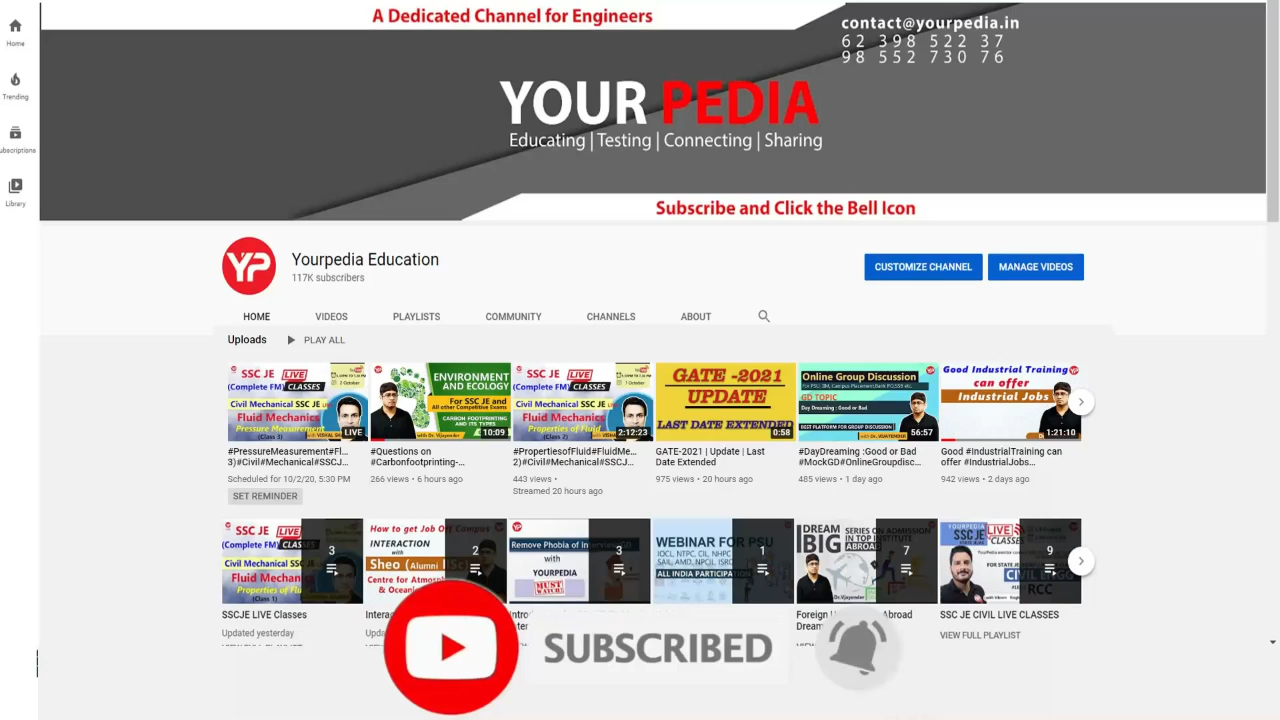 A Dedicated Channel for Engineers
contact@yourpedia.in
62 398 522 37
98 552 730 76
YOUR PEDIA
Educating | Testing | Connecting | Sharing
Subscribe and Click the Bell Icon
Home
Trending
ubscriptions
Library
YP
Yourpedia Education
117K subscribers
CUSTOMIZE CHANNEL
MANAGE VIDEOS
HOME
VIDEOS
PLAYLISTS
COMMUNITY
CHANNELS
ABOUT
Uploads
PLAY ALL
SSC JE LIVE CLASSES
(Complete FM)
Civil Mechanical SSC JE
Fluid Mechanics
Pressure Measurement
(Class 3)
LIVE
ENVIRONMENT
AND ECOLOGY
For SSC JE and
All other Competitive Exams
CARBON FOOTPRINTING
AND ITS TYPES
10:09
SSC JE LIVE CLASSES
(Complete FM)
Civil Mechanical SSC JE
Fluid Mechanics
Properties of Fluid
(Class 2)
2:12:23
GATE -2021
UPDATE
LAST DATE EXTENDED
0:58
Online Group Discussion
GD TOPIC
Day Dreaming : Good or Bad
BEST PLATFORM FOR GROUP DISCUSSION
56:57
Good Industrial Training
can offer
Industrial Jobs
1:21:10
#PressureMeasurement#Fl...
3)#Civil#Mechanical#SSCJ...
Scheduled for 10/2/20, 5:30 PM
SET REMINDER
#Questions on
#Carbonfootprinting-...
266 views • 6 hours ago
#PropertiesofFluid#FluidMe...
2)#Civil#Mechanical#SSCJ...
443 views •
Streamed 20 hours ago
GATE-2021 | Update | Last
Date Extended
975 views • 20 hours ago
#DayDreaming :Good or Bad
#MockGD#OnlineGroupdisc...
485 views • 1 day ago
Good #IndustrialTraining can
offer #IndustrialJobs...
942 views • 2 days ago
SSC JE LIVE
(Complete FM) CLAS
Civil Mechanical
Fluid Mechan
Properties of
(Class 1)
3
How to get Job Off Campus
INTERACTION
with
Sheo (Alumni
Centre for Atmor
& Ocean
2
Remove Phobia of
with
YOURPEDIA
MUST
WATCH!
3
WEBINAR FOR PSU
IOCL, NTPC, CIL, NHPC
SAIL, AMD, NPCIL, ISRO
ALL INDIA PARTICIPATION
1
DREAM
BIG
SERIES ON ADMISSION
IN TOP INSTITUTE
ABROAD
7
YOURPEDIA
SSC JE
LIVE
CLASSES
CIVIL ENGG
RCC
9
SSCJE LIVE Classes
Updated yesterday
SSC JE CIVIL LIVE CLASSES
VIEW FULL PLAYLIST
SUBSCRIBED